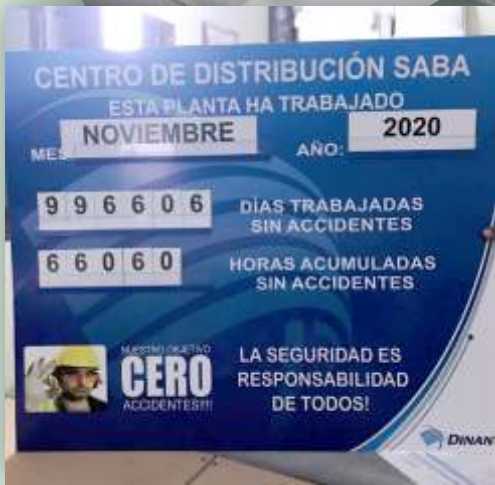 CENTRO DE DISTRIBUCIÓN SABA
ESTA PLANTA HA TRABAJADO
MES NOVIEMBRE AÑO: 2020
996606 DÍAS TRABAJADAS
SIN ACCIDENTES
66060 HORAS ACUMULADAS
SIN ACCIDENTES
NUESTRO OBJETIVO
CERO
ACCIDENTES!!!
LA SEGURIDAD ES
RESPONSABILIDAD
DE TODOS!
DINANT